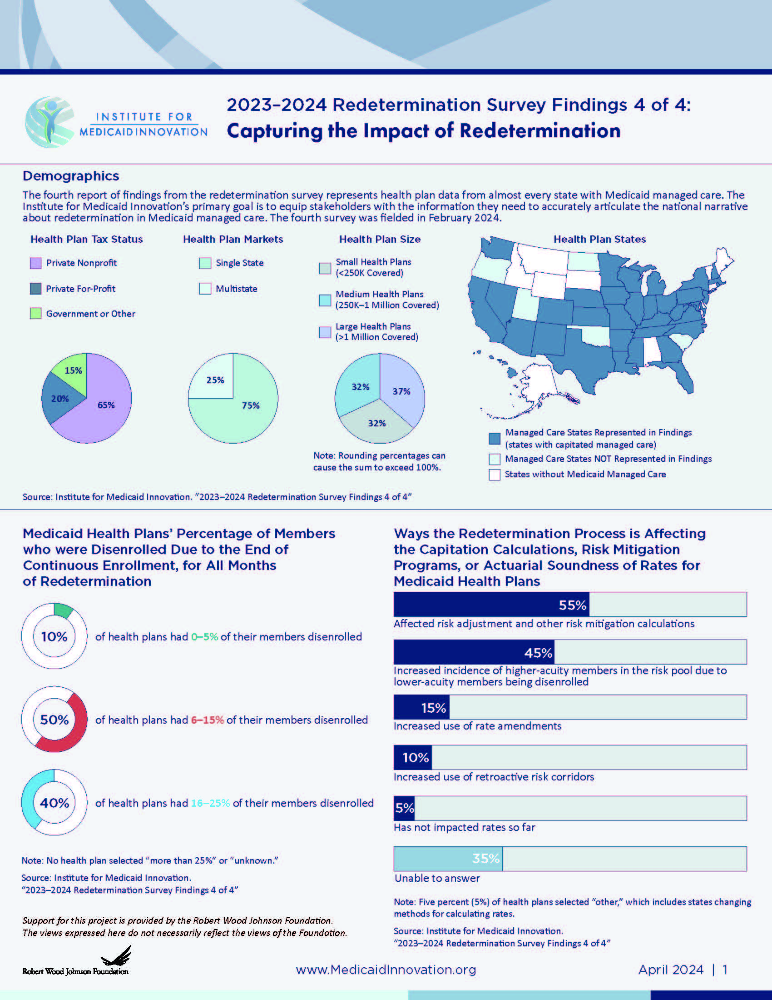 INSTITUTE FOR
MEDICAID INNOVATION
2023–2024 Redetermination Survey Findings 4 of 4:
Capturing the Impact of Redetermination
Demographics
The fourth report of findings from the redetermination survey represents health plan data from almost every state with Medicaid managed care. The
Institute for Medicaid Innovation’s primary goal is to equip stakeholders with the information they need to accurately articulate the national narrative
about redetermination in Medicaid managed care. The fourth survey was fielded in February 2024.
Health Plan Tax Status
Private Nonprofit
Private For-Profit
Government or Other
15%
20%
65%
Health Plan Markets
Single State
Multistate
25%
75%
Health Plan Size
Small Health Plans
(<250K Covered)
Medium Health Plans
(250K–1 Million Covered)
Large Health Plans
(>1 Million Covered)
32%
37%
32%
Note: Rounding percentages can
cause the sum to exceed 100%.
Health Plan States
Managed Care States Represented in Findings
(states with capitated managed care)
Managed Care States NOT Represented in Findings
States without Medicaid Managed Care
Source: Institute for Medicaid Innovation. “2023–2024 Redetermination Survey Findings 4 of 4”
Medicaid Health Plans’ Percentage of Members
who were Disenrolled Due to the End of
Continuous Enrollment, for All Months
of Redetermination
10%
of health plans had 0–5% of their members disenrolled
50%
of health plans had 6–15% of their members disenrolled
40%
of health plans had 16–25% of their members disenrolled
Note: No health plan selected “more than 25%” or “unknown.”
Source: Institute for Medicaid Innovation.
“2023–2024 Redetermination Survey Findings 4 of 4”
Support for this project is provided by the Robert Wood Johnson Foundation.
The views expressed here do not necessarily reflect the views of the Foundation.
Robert Wood Johnson Foundation
Ways the Redetermination Process is Affecting
the Capitation Calculations, Risk Mitigation
Programs, or Actuarial Soundness of Rates for
Medicaid Health Plans
55%
Affected risk adjustment and other risk mitigation calculations
45%
Increased incidence of higher-acuity members in the risk pool due to
lower-acuity members being disenrolled
15%
Increased use of rate amendments
10%
Increased use of retroactive risk corridors
5%
Has not impacted rates so far
35%
Unable to answer
Note: Five percent (5%) of health plans selected “other,” which includes states changing
methods for calculating rates.
Source: Institute for Medicaid Innovation.
“2023–2024 Redetermination Survey Findings 4 of 4”
www.MedicaidInnovation.org
April 2024 | 1